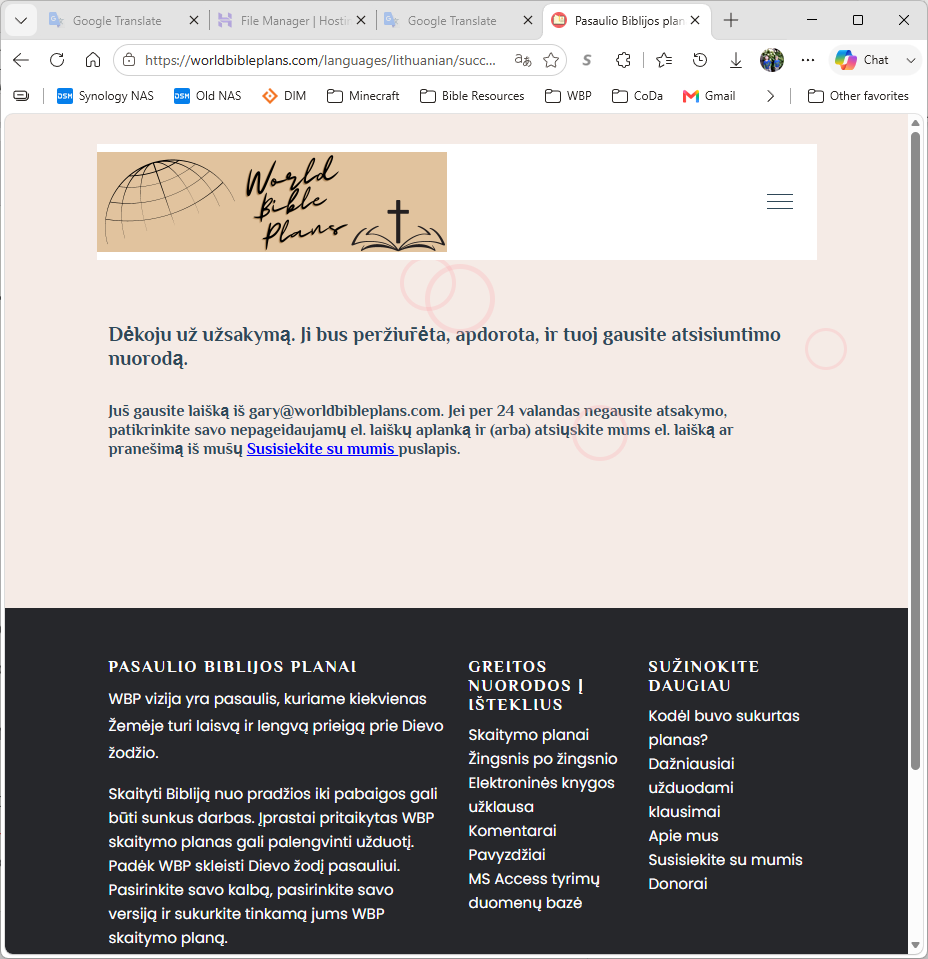 Google Translate
File Manager | Hostin
Google Translate
Pasaulio Biblijos plan
https://worldbibleplans.com/languages/lithuanian/succ...
Chat
Synology NAS
Old NAS
DIM
Minecraft
Bible Resources
WBP
CoDa
Gmail
Other favorites
World
Bible
Plans
Dėkoju už užsakymą. Ji bus peržiūrėta, apdorota, ir tuoj gausite atsisiuntimo
nuorodą.
Jūs gausite laišką iš gary@worldbibleplans.com. Jei per 24 valandas negausite atsakymo,
patikrinkite savo nepageidaujamų el. laiškų aplanką ir (arba) atsiųskite mums el. laišką ar
pranešimą iš mūsų Susisiekite su mumis puslapis.
PASAULIO BIBLIJOS PLANAI
WBP vizija yra pasaulis, kuriame kiekvienas
Žemėje turi laisvą ir lengvą prieigą prie Dievo
žodžio.
Skaityti Bibliją nuo pradžios iki pabaigos gali
būti sunkus darbas. Įprastai pritaikytas WBP
skaitymo planas gali palengvinti užduotį.
Padėk WBP skleisti Dievo žodį pasauliui.
Pasirinkite savo kalbą, pasirinkite savo
versiją ir sukurkite tinkamą jums WBP
skaitymo planą.
GREITOS
NUORODOS Į
IŠTEKLIUS
Skaitymo planai
Žingsnis po žingsnio
Elektroninės knygos
užklausa
Komentarai
Pavyzdžiai
MS Access tyrimų
duomenų bazė
SUŽINOKITE
DAUGIAU
Kodėl buvo sukurtas
planas?
Dažniausiai
užduodami
klausimai
Apie mus
Susisiekite su mumis
Donorai